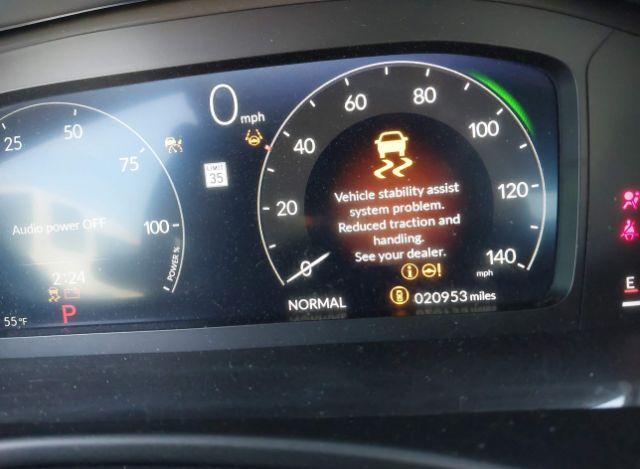 0 mph
25
50
75
100
POWER %
Audio power OFF
2:24
55°F
P
LIMIT
35
0
20
40
60
80
100
120
140
mph
Vehicle stability assist
system problem.
Reduced traction and
handling.
See your dealer.
NORMAL
020953 miles
E